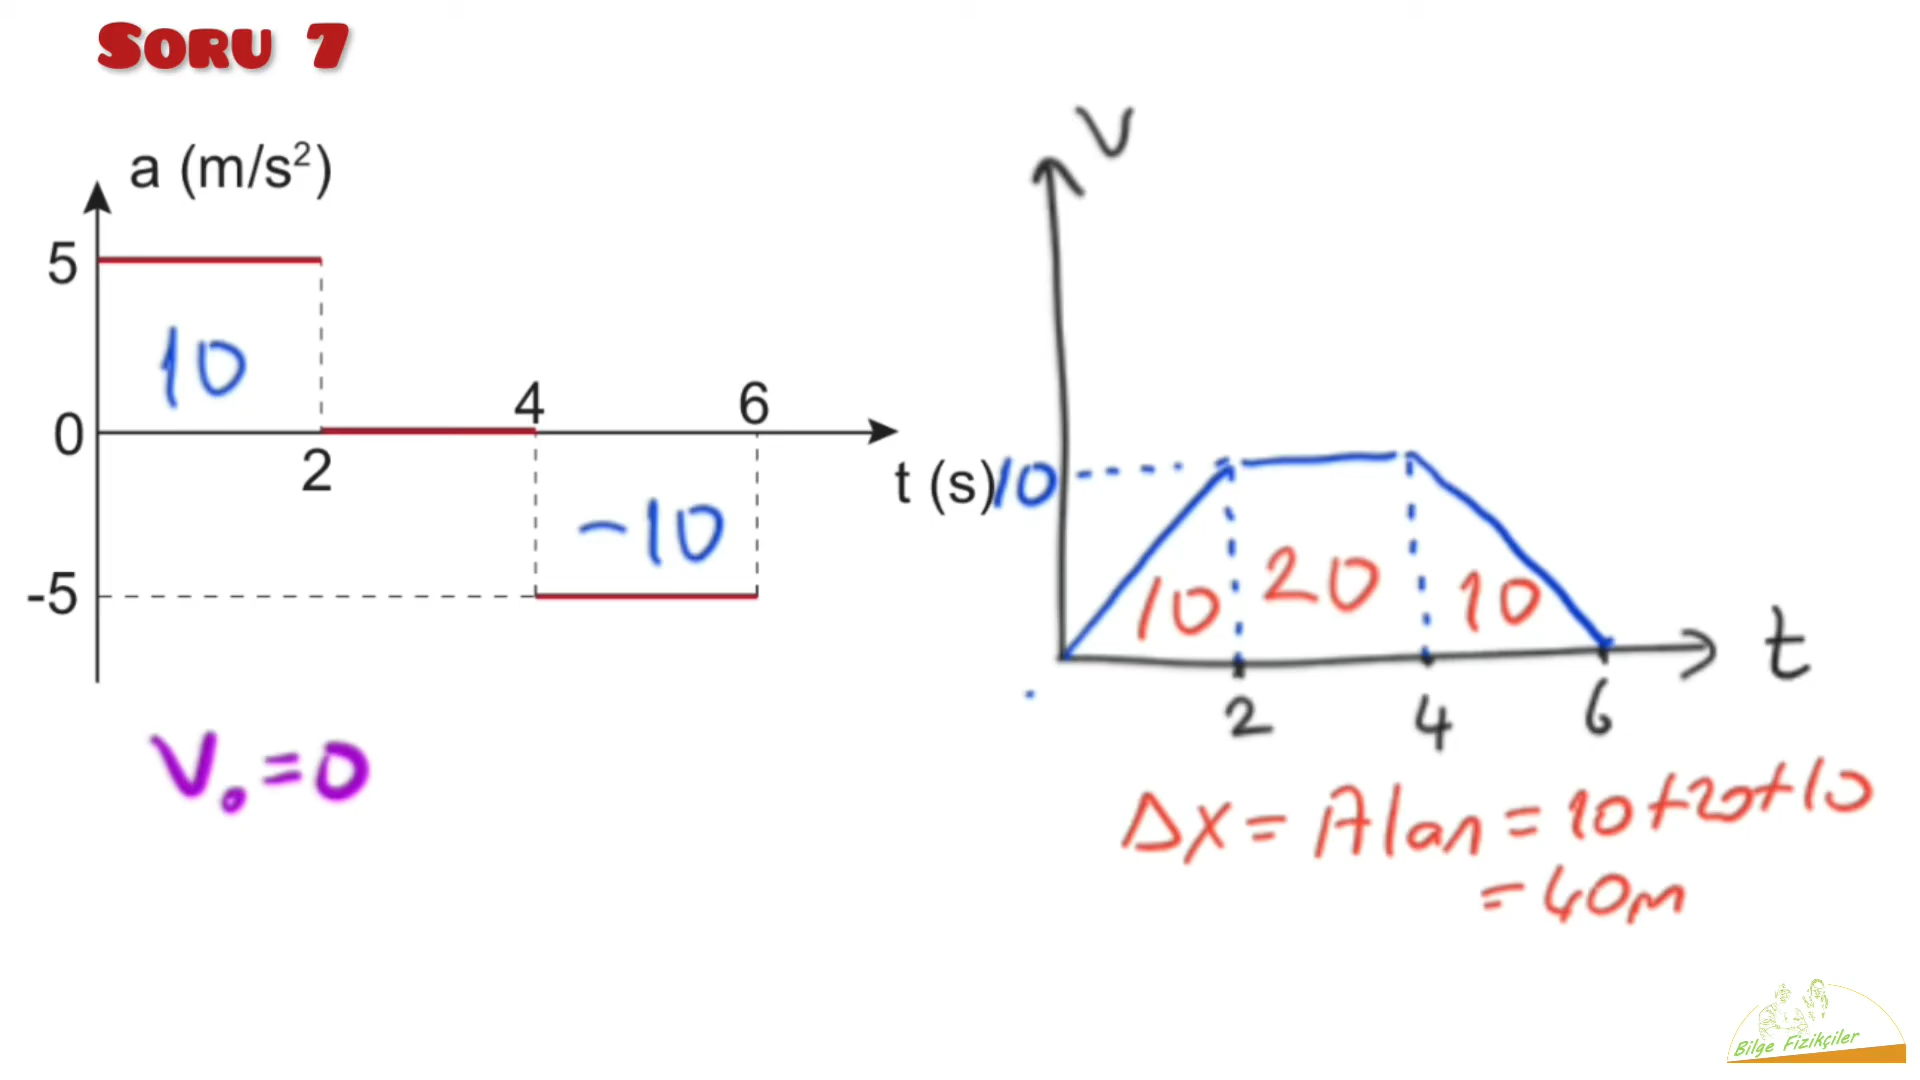 SORU 7
a (m/s²)
5
10
0
2
4
6
t (s)
-10
-5
V₀=0
V
10
10
20
10
t
2
4
6
Δx = Alan = 10+20+10
= 40m
Bilge Fizikçiler